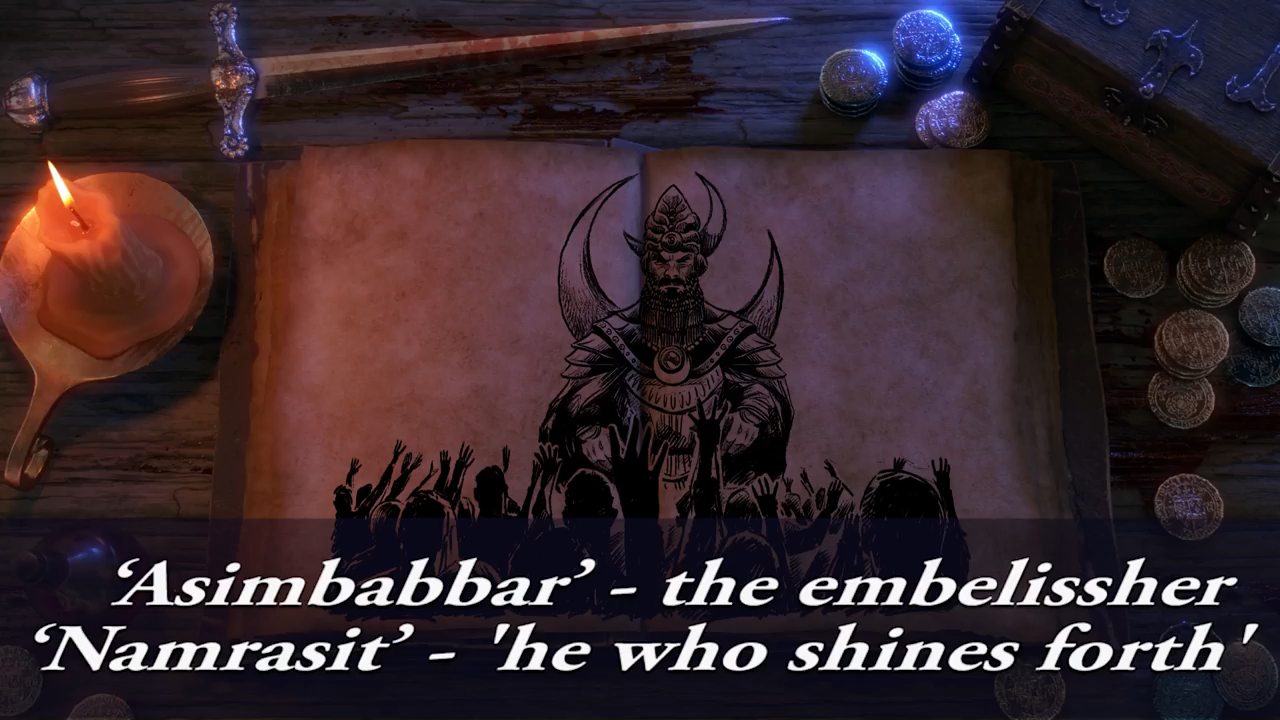 ‘Asimbabbar’ - the embelissher
‘Namrasit’ - 'he who shines forth'